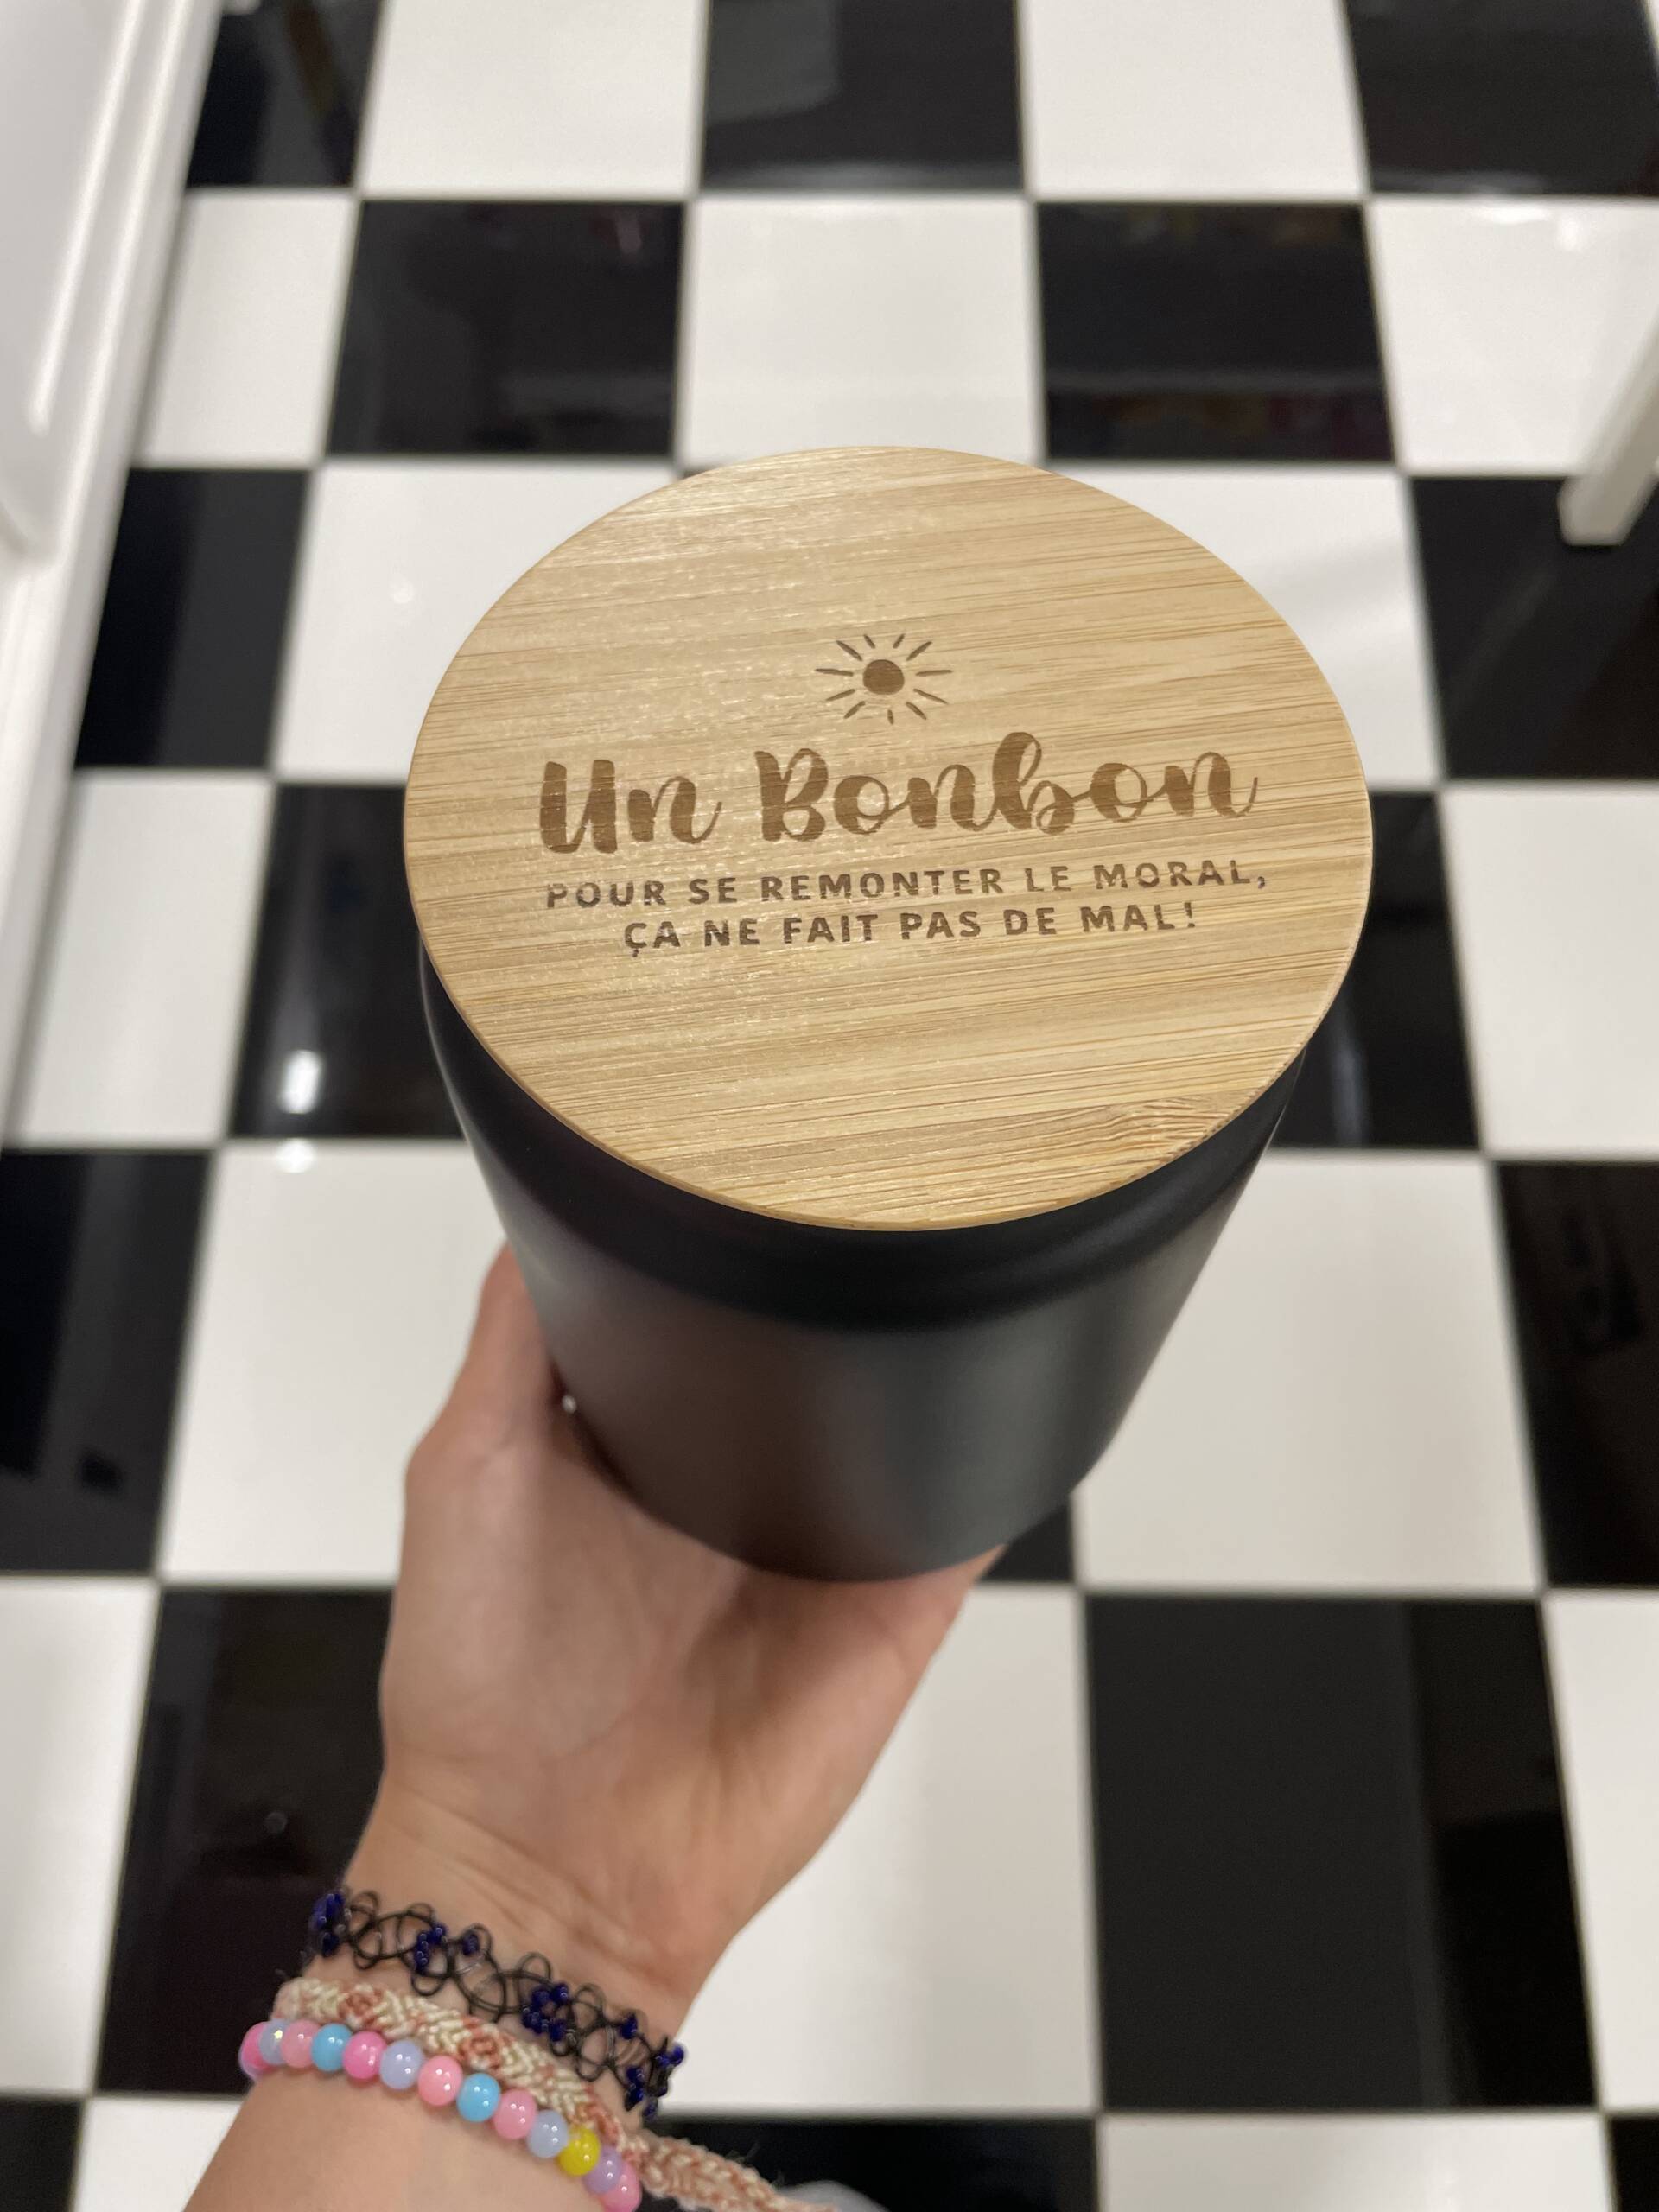 Un Bonbon
POUR SE REMONTER LE MORAL,
ÇA NE FAIT PAS DE MAL!